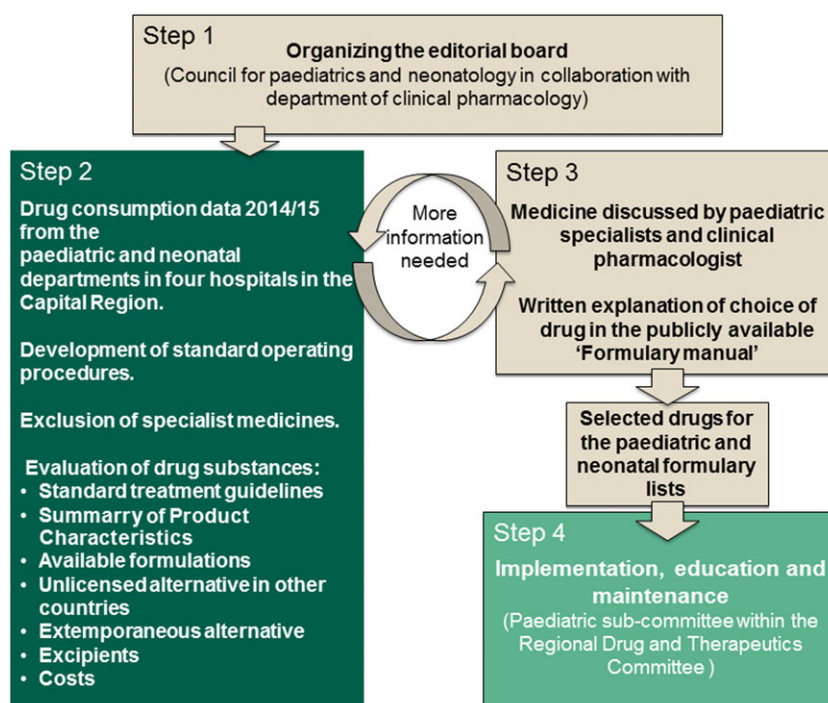 Step 1
Organizing the editorial board
(Council for paediatrics and neonatology in collaboration with
department of clinical pharmacology)
Step 2
Drug consumption data 2014/15
from the
paediatric and neonatal
departments in four hospitals in the
Capital Region.
Development of standard operating
procedures.
Exclusion of specialist medicines.
Evaluation of drug substances:
• Standard treatment guidelines
• Summarry of Product
Characteristics
• Available formulations
• Unlicensed alternative in other
countries
• Extemporaneous alternative
• Excipients
• Costs
More
information
needed
Step 3
Medicine discussed by paediatric
specialists and clinical
pharmacologist
Written explanation of choice of
drug in the publicly available
‘Formulary manual’
Selected drugs for
the paediatric and
neonatal formulary
lists
Step 4
Implementation, education and
maintenance
(Paediatric sub-committee within the
Regional Drug and Therapeutics
Committee )